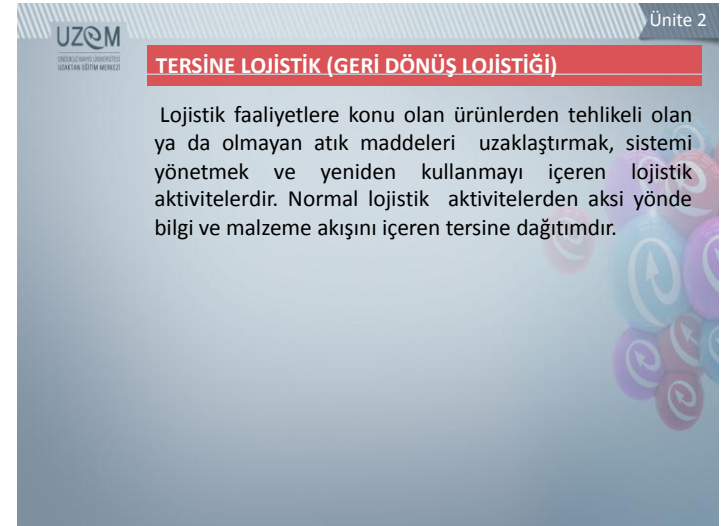 Ünite 2
UZEM
ONDOKUZ MAYIS ÜNİVERSİTESİ
UZAKTAN EĞİTİM MERKEZİ
TERSİNE LOJİSTİK (GERİ DÖNÜŞ LOJİSTİĞİ)
Lojistik faaliyetlere konu olan ürünlerden tehlikeli olan
ya da olmayan atık maddeleri uzaklaştırmak, sistemi
yönetmek ve yeniden kullanmayı içeren lojistik
aktivitelerdir. Normal lojistik aktivitelerden aksi yönde
bilgi ve malzeme akışını içeren tersine dağıtımdır.